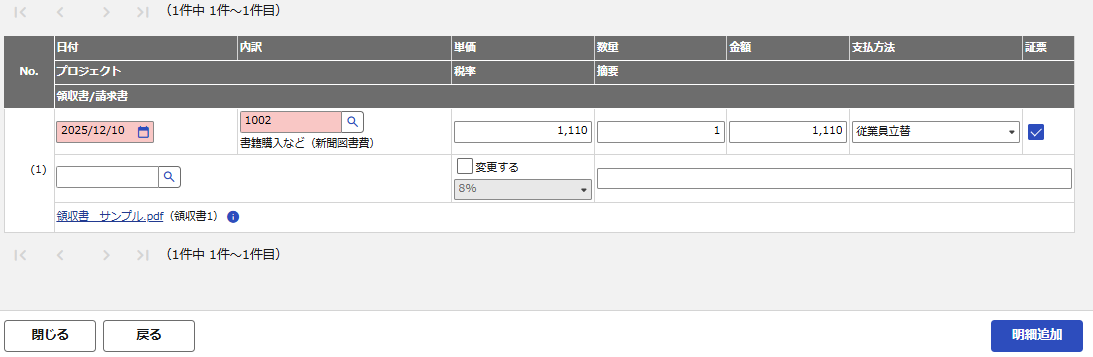 （1件中 1件～1件目）
No. 日付 内訳 単価 数量 金額 支払方法 証票
プロジェクト 税率 摘要
領収書/請求書
(1) 2025/12/10 1002 1,110 1 1,110 従業員立替
書籍購入など（新聞図書費）
変更する
8%
領収書　サンプル.pdf（領収書1）
（1件中 1件～1件目）
閉じる 戻る 明細追加